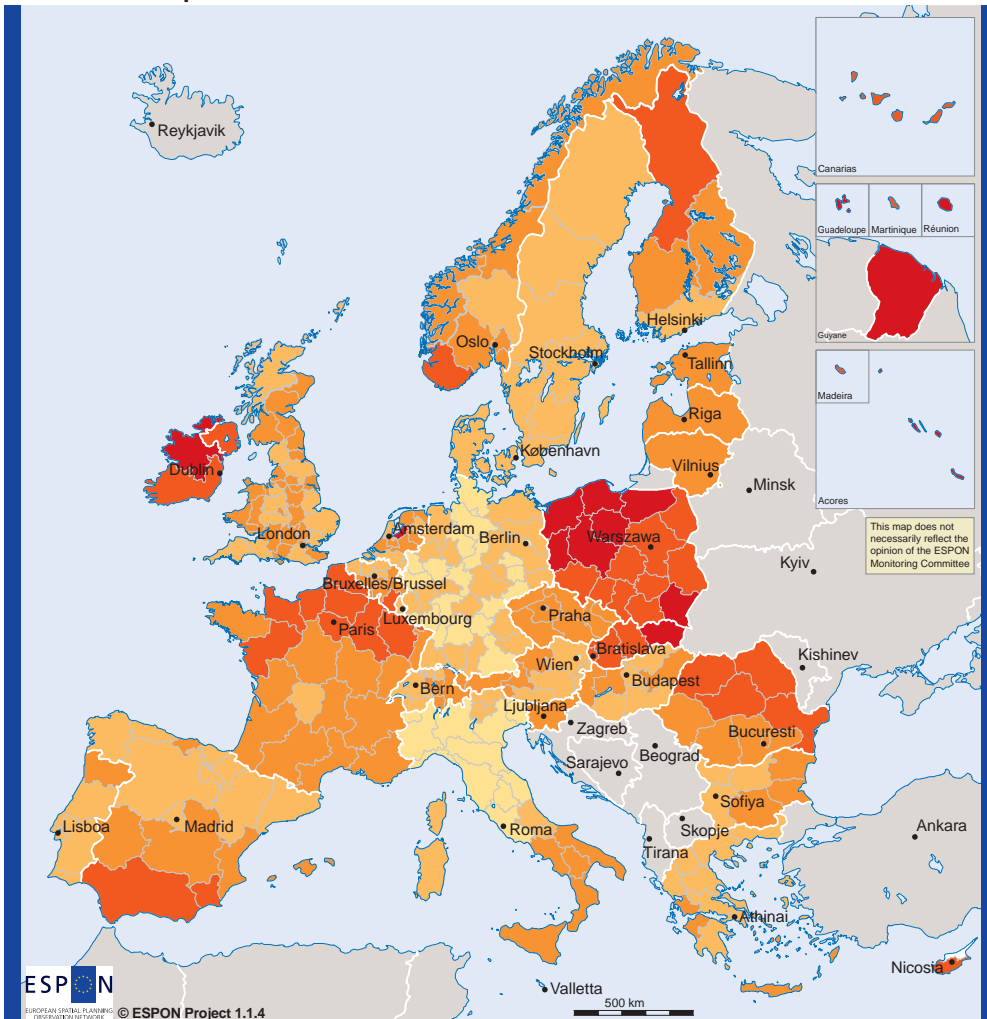 Canarias
Reykjavik
Guadeloupe
Martinique
Réunion
Guyane
Oslo
Helsinki
Stockholm
Tallinn
Madeira
Riga
Dublin
København
Vilnius
Minsk
Acores
London
Amsterdam
Berlin
Warszawa
This map does not
necessarily reflect the
opinion of the ESPON
Monitoring Committee
Kyiv
Bruxelles/Brussel
Luxembourg
Paris
Praha
Bratislava
Wien
Kishinev
Bern
Budapest
Ljubljana
Zagreb
Bucuresti
Beograd
Sarajevo
Sofiya
Lisboa
Madrid
Roma
Skopje
Ankara
Tirana
Athinai
Nicosia
Valletta
500 km
ESPON
EUROPEAN SPATIAL PLANNING
OBSERVATION NETWORK
© ESPON Project 1.1.4